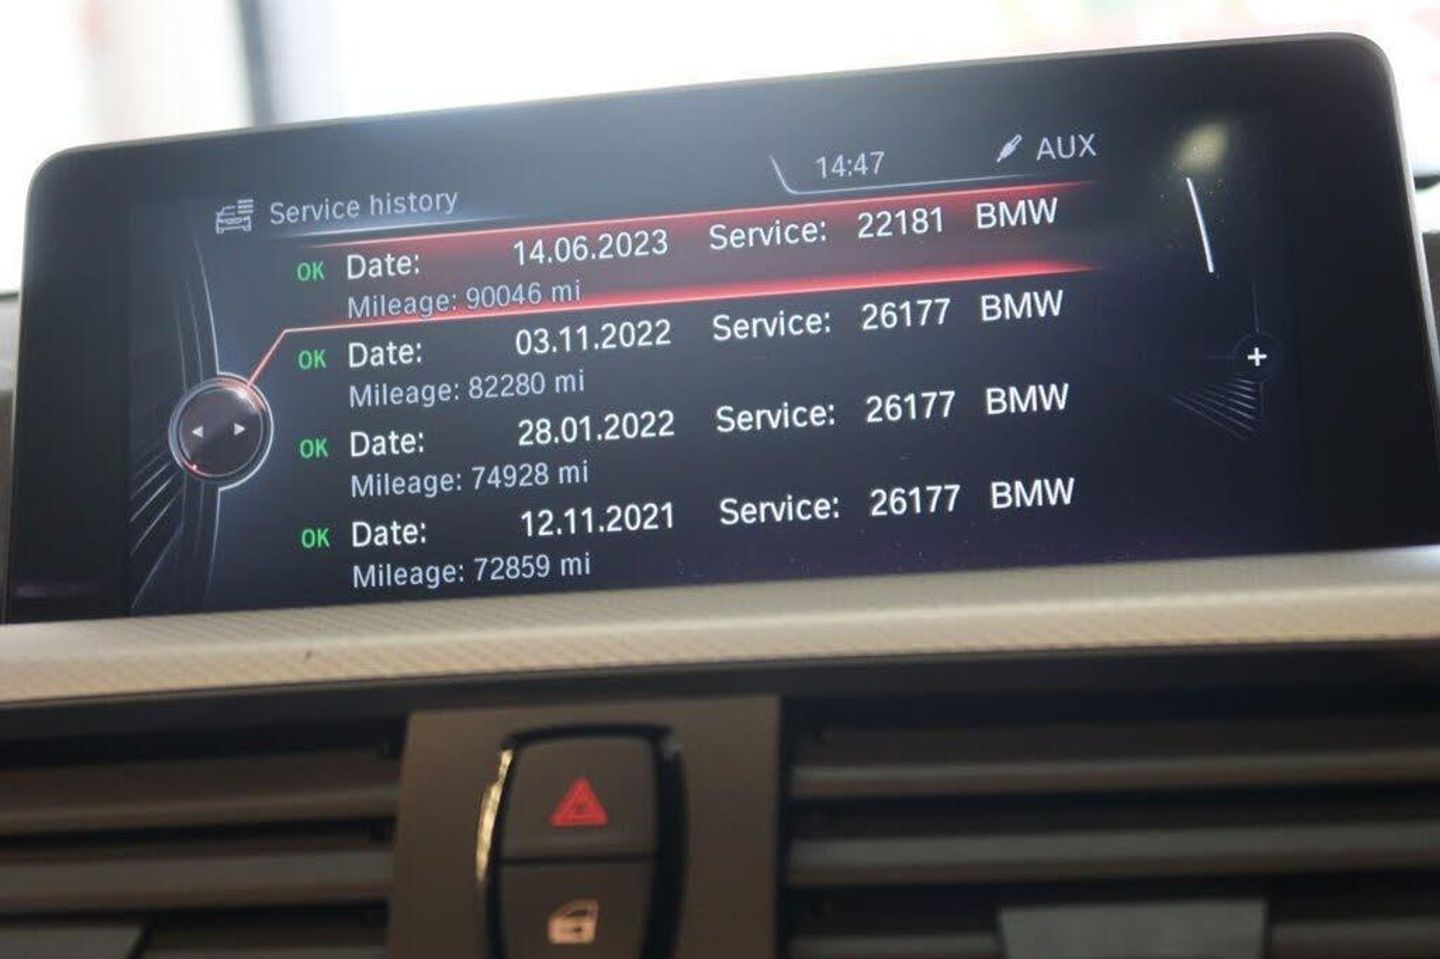 14:47 AUX
Service history
OK Date: 14.06.2023 Service: 22181 BMW
Mileage: 90046 mi
OK Date: 03.11.2022 Service: 26177 BMW
Mileage: 82280 mi
OK Date: 28.01.2022 Service: 26177 BMW
Mileage: 74928 mi
OK Date: 12.11.2021 Service: 26177 BMW
Mileage: 72859 mi